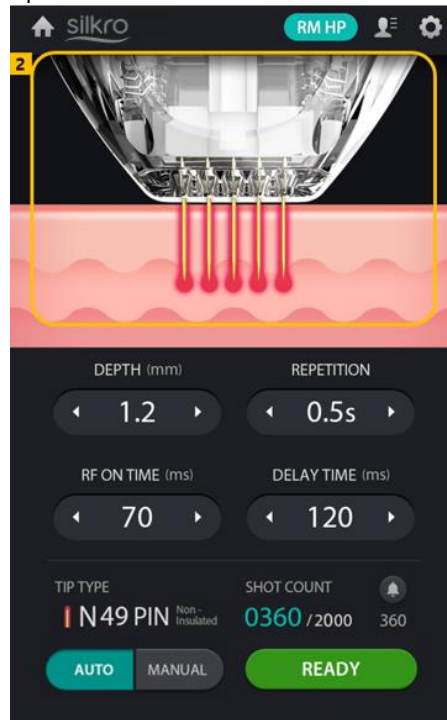 silkro RM HP
2
DEPTH (mm) REPETITION
1.2 0.5s
RF ON TIME (ms) DELAY TIME (ms)
70 120
TIP TYPE SHOT COUNT
N 49 PIN Non-Insulated 0360 / 2000 360
AUTO MANUAL READY